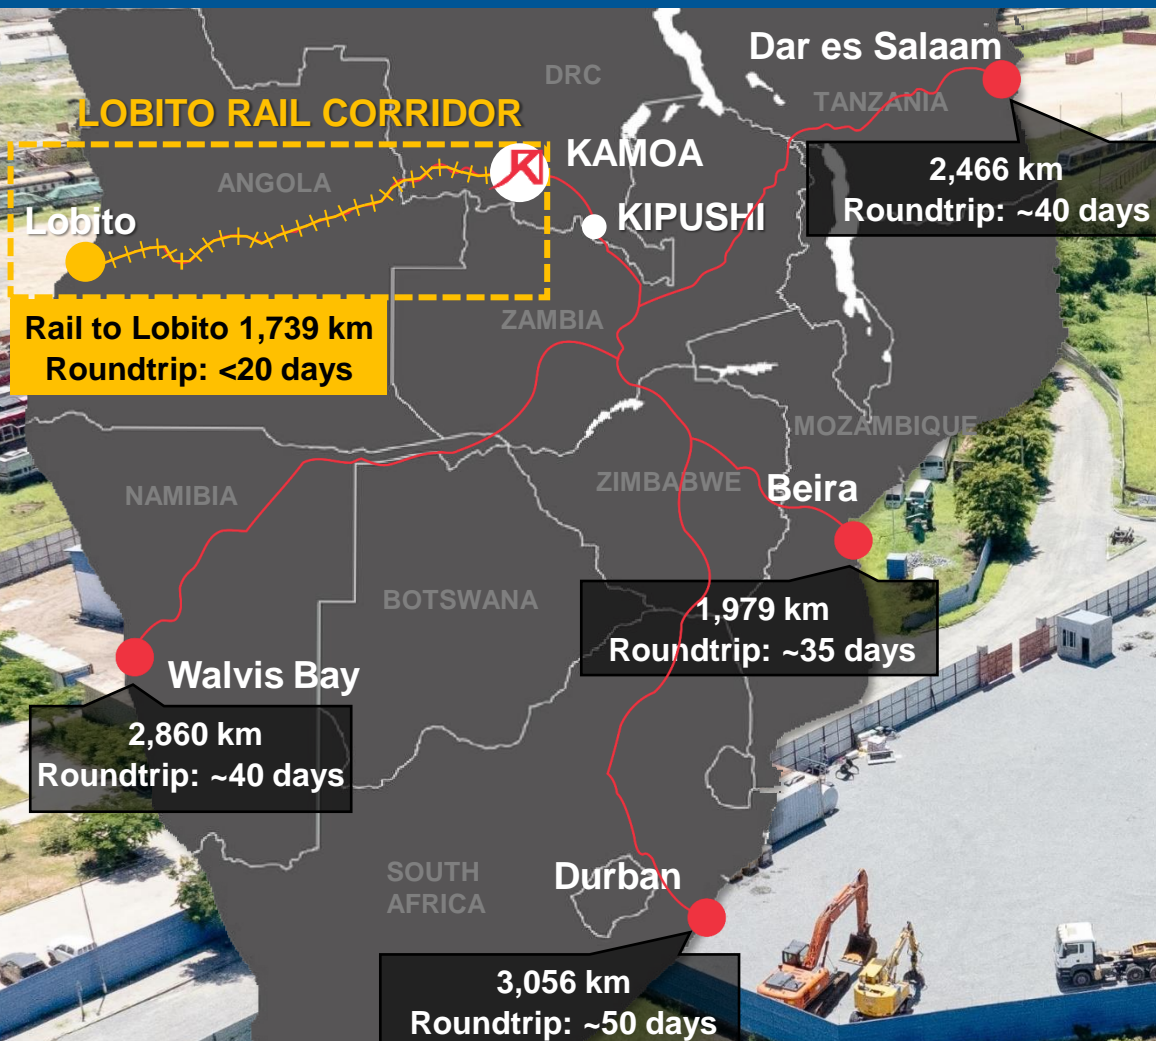 Dar es Salaam
DRC
TANZANIA
LOBITO RAIL CORRIDOR
KAMOA
2,466 km
Roundtrip: ~40 days
ANGOLA
Lobito
KIPUSHI
Rail to Lobito 1,739 km
Roundtrip: <20 days
ZAMBIA
MOZAMBIQUE
NAMIBIA
ZIMBABWE
Beira
BOTSWANA
1,979 km
Roundtrip: ~35 days
Walvis Bay
2,860 km
Roundtrip: ~40 days
SOUTH
AFRICA
Durban
3,056 km
Roundtrip: ~50 days